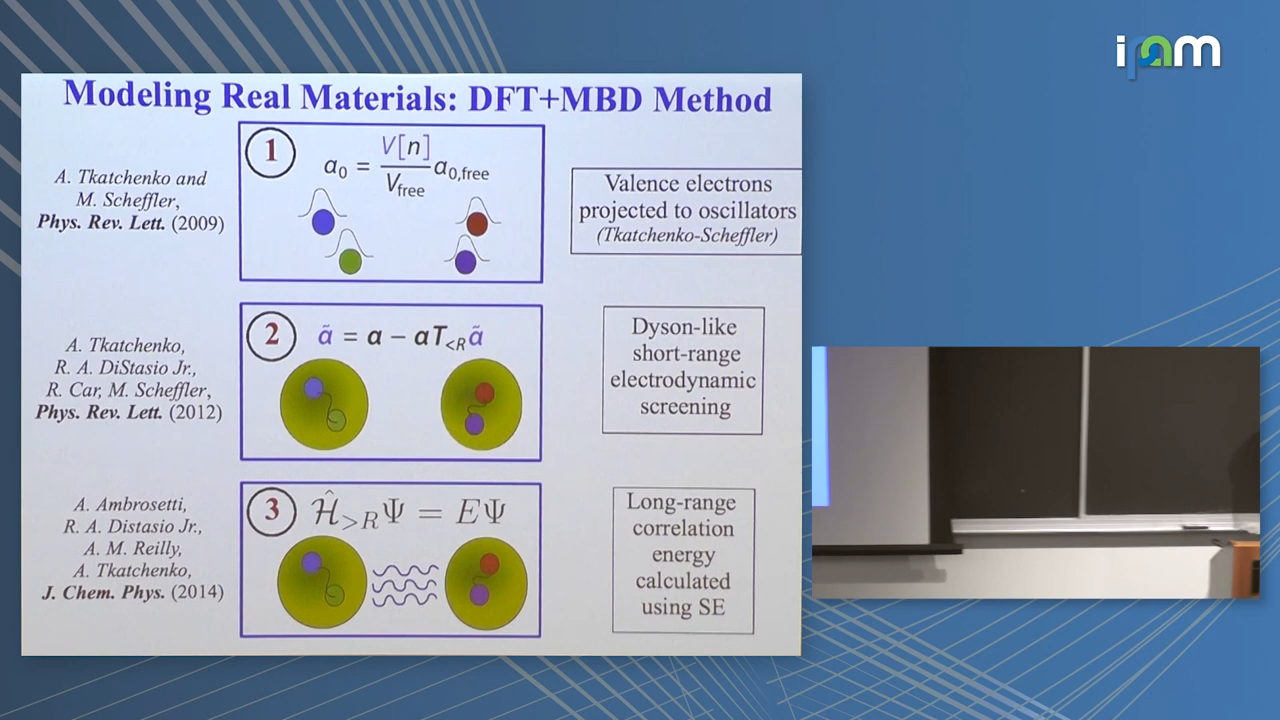 ipam
Modeling Real Materials: DFT+MBD Method
A. Tkatchenko and
M. Scheffler,
Phys. Rev. Lett. (2009)
1
α₀ = V[n]/V_free α₀,free
Valence electrons
projected to oscillators
(Tkatchenko-Scheffler)
A. Tkatchenko,
R. A. DiStasio Jr.,
R. Car, M. Scheffler,
Phys. Rev. Lett. (2012)
2
α̃ = α − αT_{<R}α̃
Dyson-like
short-range
electrodynamic
screening
A. Ambrosetti,
R. A. Distasio Jr.,
A. M. Reilly,
A. Tkatchenko,
J. Chem. Phys. (2014)
3
Ĥ_{>R}Ψ = EΨ
Long-range
correlation
energy
calculated
using SE